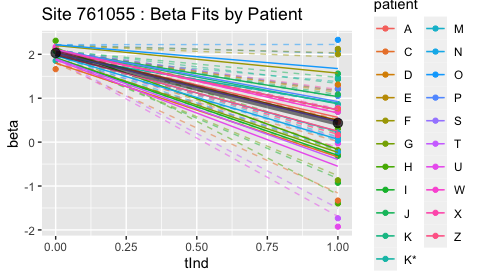 Site 761055 : Beta Fits by Patient
patient
A
C
D
E
F
G
H
I
J
K
K*
M
N
O
P
S
T
U
W
X
Z
beta
2
1
0
-1
-2
0.00
0.25
0.50
0.75
1.00
tInd